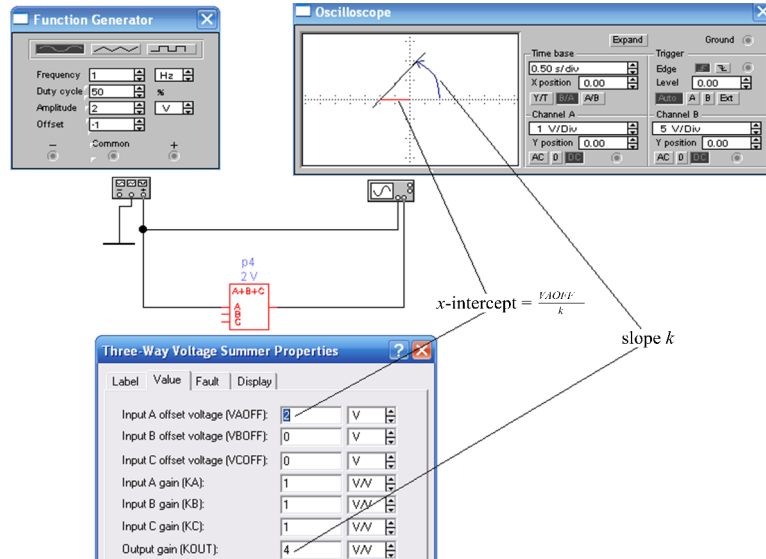 Function Generator
Frequency 1 Hz
Duty cycle 50 %
Amplitude 2 V
Offset -1
− Common +
Oscilloscope
Expand Ground
Time base
0.50 s/div
X position 0.00
Y/T B/A A/B
Trigger
Edge
Level 0.00
Auto A B Ext
Channel A
1 V/Div
Y position 0.00
AC 0 DC
Channel B
5 V/Div
Y position 0.00
AC 0 DC
p4
2 V
A+B+C
A
B
C
x-intercept = VAOFF / k
slope k
Three-Way Voltage Summer Properties
Label Value Fault Display
Input A offset voltage (VAOFF): 2 V
Input B offset voltage (VBOFF): 0 V
Input C offset voltage (VCOFF): 0 V
Input A gain (KA): 1 V/V
Input B gain (KB): 1 V/V
Input C gain (KC): 1 V/V
Output gain (KOUT): 4 V/V